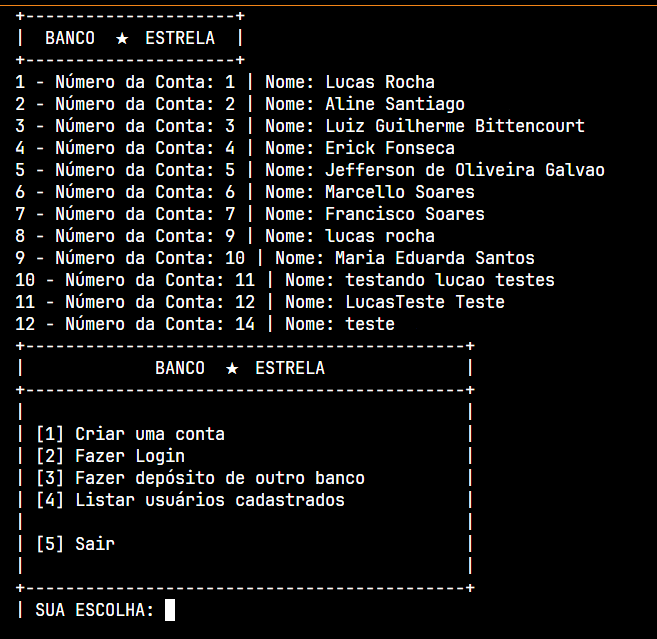 +---------------------+
|  BANCO  ★  ESTRELA  |
+---------------------+
1 - Número da Conta: 1 | Nome: Lucas Rocha
2 - Número da Conta: 2 | Nome: Aline Santiago
3 - Número da Conta: 3 | Nome: Luiz Guilherme Bittencourt
4 - Número da Conta: 4 | Nome: Erick Fonseca
5 - Número da Conta: 5 | Nome: Jefferson de Oliveira Galvao
6 - Número da Conta: 6 | Nome: Marcello Soares
7 - Número da Conta: 7 | Nome: Francisco Soares
8 - Número da Conta: 9 | Nome: lucas rocha
9 - Número da Conta: 10 | Nome: Maria Eduarda Santos
10 - Número da Conta: 11 | Nome: testando lucao testes
11 - Número da Conta: 12 | Nome: LucasTeste Teste
12 - Número da Conta: 14 | Nome: teste
+--------------------------------------------+
|             BANCO  ★  ESTRELA              |
+--------------------------------------------+
|                                            |
| [1] Criar uma conta                        |
| [2] Fazer Login                            |
| [3] Fazer depósito de outro banco          |
| [4] Listar usuários cadastrados            |
|                                            |
| [5] Sair                                   |
|                                            |
+--------------------------------------------+
| SUA ESCOLHA: